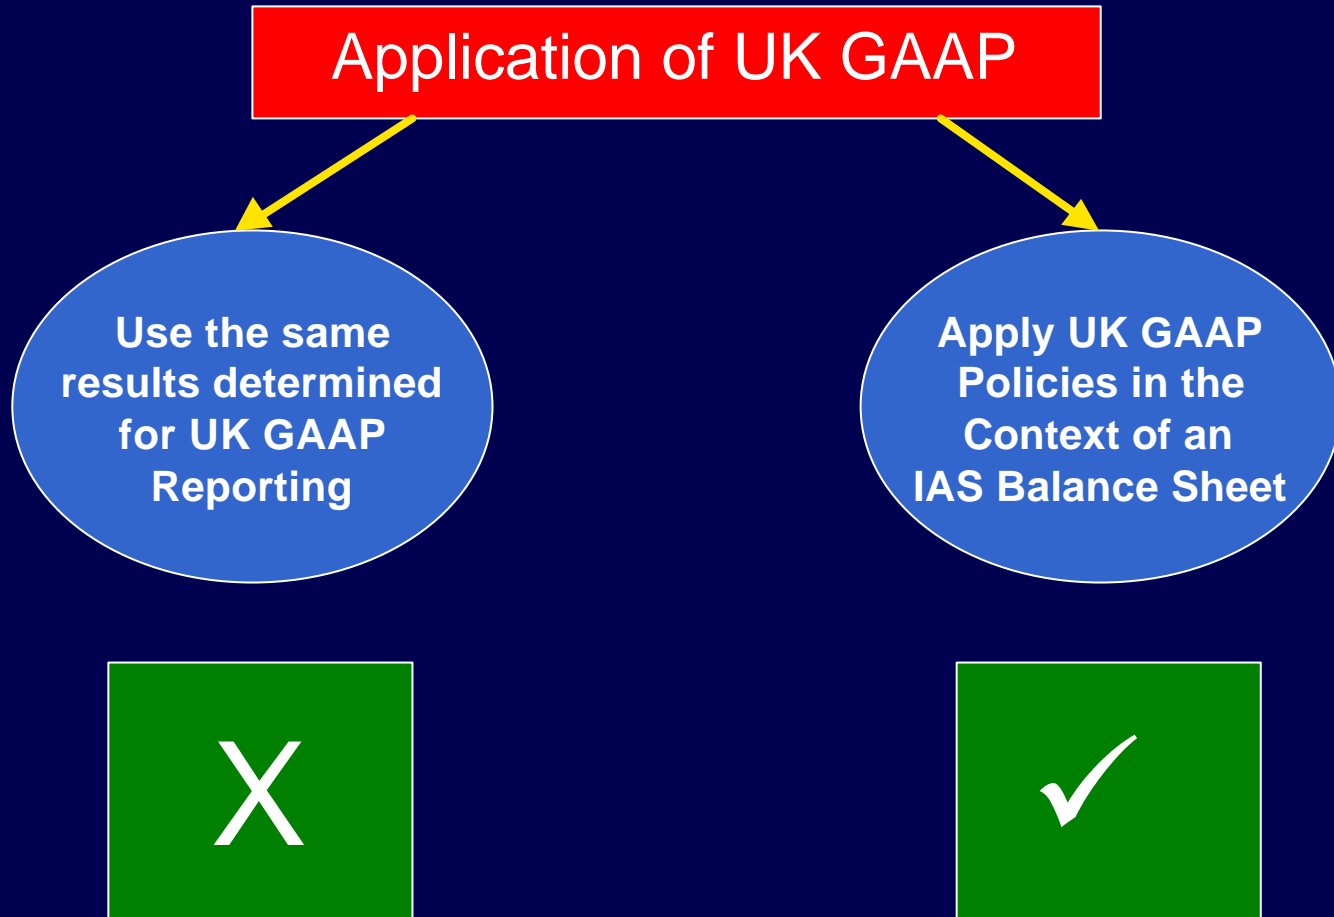 Application of UK GAAP
Use the same
results determined
for UK GAAP
Reporting
Apply UK GAAP
Policies in the
Context of an
IAS Balance Sheet
X
✓